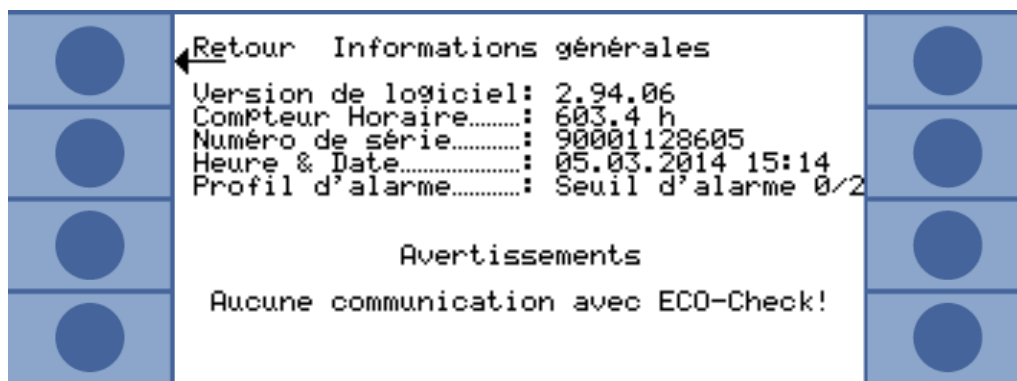 Retour Informations générales
Version de logiciel: 2.94.06
Compteur Horaire........: 603.4 h
Numéro de série..........: 90001128605
Heure & Date...................: 05.03.2014 15:14
Profil d'alarme..........: Seuil d'alarme 0/2
Avertissements
Aucune communication avec ECO-Check!